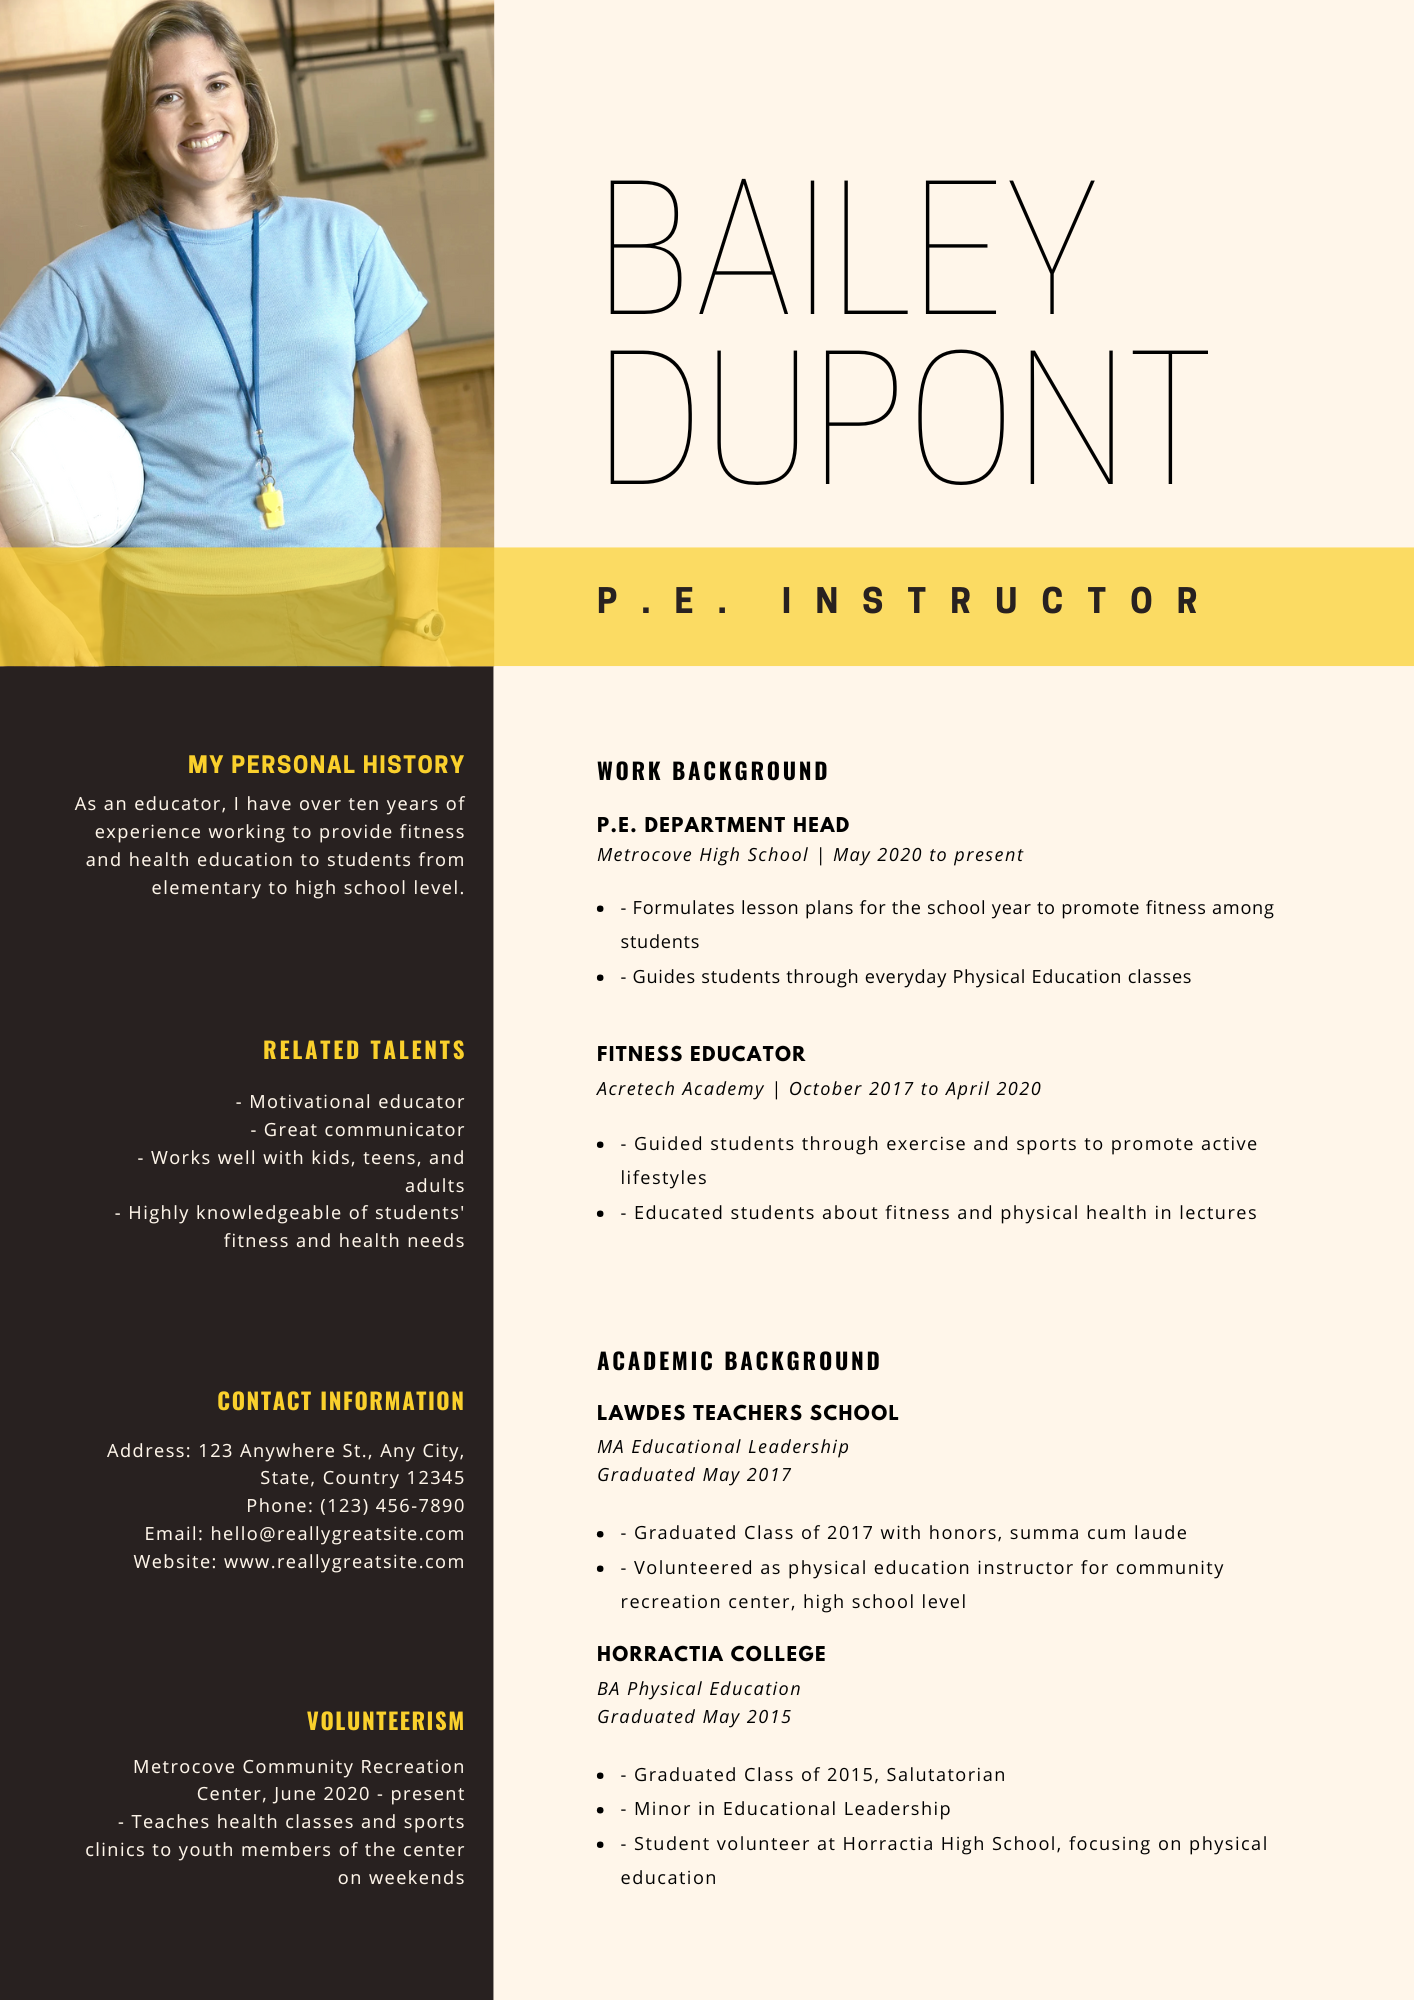 BAILEY
DUPONT
P.E. INSTRUCTOR
MY PERSONAL HISTORY
As an educator, I have over ten years of
experience working to provide fitness
and health education to students from
elementary to high school level.
RELATED TALENTS
- Motivational educator
- Great communicator
- Works well with kids, teens, and
adults
- Highly knowledgeable of students'
fitness and health needs
CONTACT INFORMATION
Address: 123 Anywhere St., Any City,
State, Country 12345
Phone: (123) 456-7890
Email: hello@reallygreatsite.com
Website: www.reallygreatsite.com
VOLUNTEERISM
Metrocove Community Recreation
Center, June 2020 - present
- Teaches health classes and sports
clinics to youth members of the center
on weekends
WORK BACKGROUND
P.E. DEPARTMENT HEAD
Metrocove High School | May 2020 to present
• - Formulates lesson plans for the school year to promote fitness among
students
• - Guides students through everyday Physical Education classes
FITNESS EDUCATOR
Acretech Academy | October 2017 to April 2020
• - Guided students through exercise and sports to promote active
lifestyles
• - Educated students about fitness and physical health in lectures
ACADEMIC BACKGROUND
LAWDES TEACHERS SCHOOL
MA Educational Leadership
Graduated May 2017
• - Graduated Class of 2017 with honors, summa cum laude
• - Volunteered as physical education instructor for community
recreation center, high school level
HORRACTIA COLLEGE
BA Physical Education
Graduated May 2015
• - Graduated Class of 2015, Salutatorian
• - Minor in Educational Leadership
• - Student volunteer at Horractia High School, focusing on physical
education